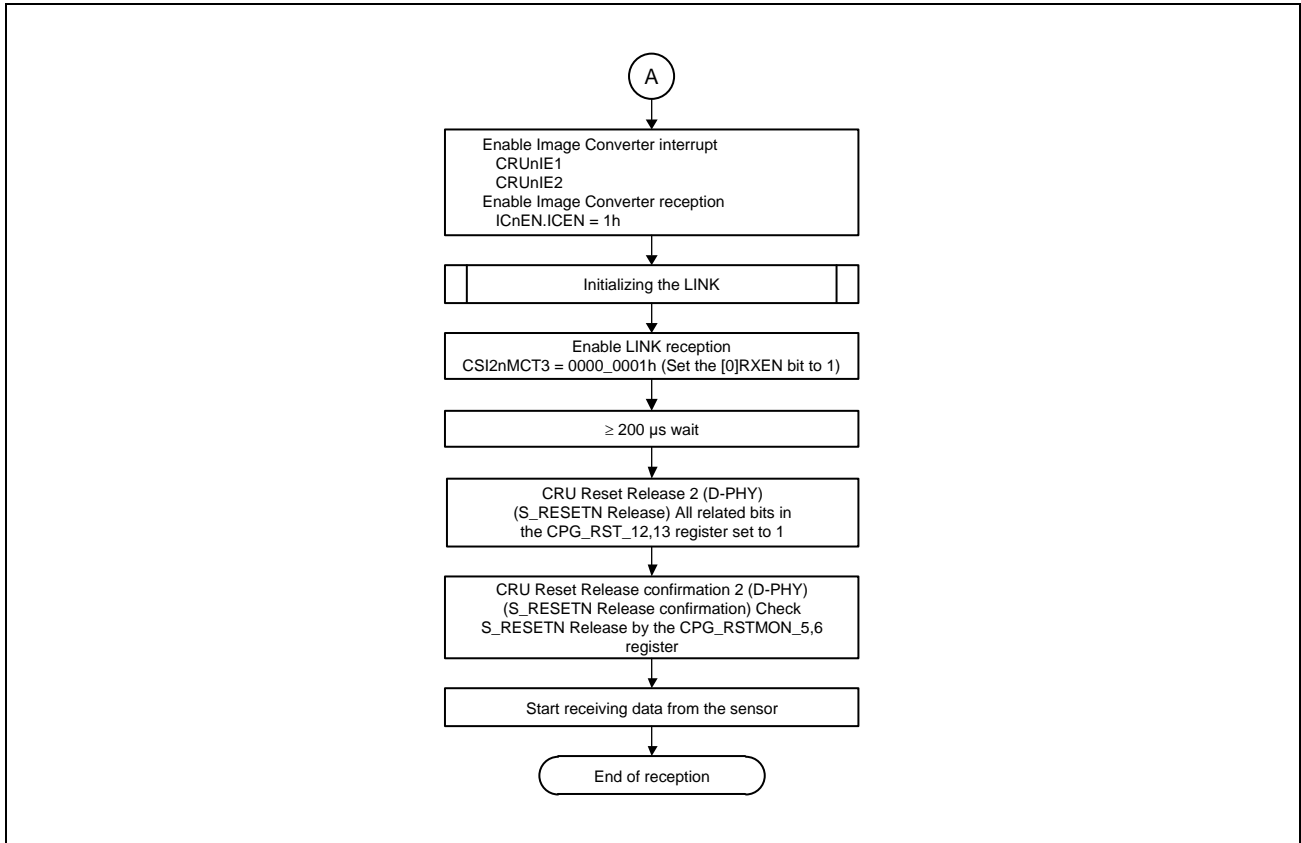 A
Enable Image Converter interrupt
CRUnIE1
CRUnIE2
Enable Image Converter reception
ICnEN.ICEN = 1h
Initializing the LINK
Enable LINK reception
CSI2nMCT3 = 0000_0001h (Set the [0]RXEN bit to 1)
≥ 200 µs wait
CRU Reset Release 2 (D-PHY)
(S_RESETN Release) All related bits in
the CPG_RST_12,13 register set to 1
CRU Reset Release confirmation 2 (D-PHY)
(S_RESETN Release confirmation) Check
S_RESETN Release by the CPG_RSTMON_5,6
register
Start receiving data from the sensor
End of reception